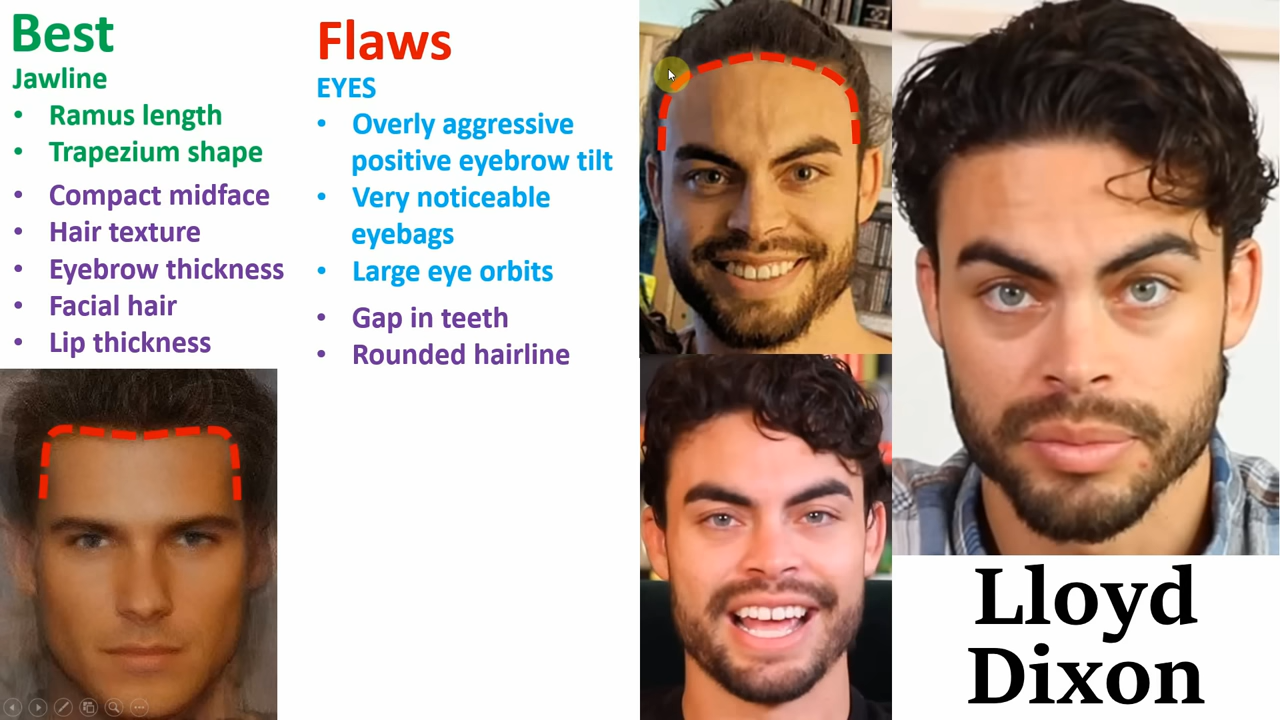 Best
Jawline
• Ramus length
• Trapezium shape
• Compact midface
• Hair texture
• Eyebrow thickness
• Facial hair
• Lip thickness
Flaws
EYES
• Overly aggressive
positive eyebrow tilt
• Very noticeable
eyebags
• Large eye orbits
• Gap in teeth
• Rounded hairline
Lloyd
Dixon